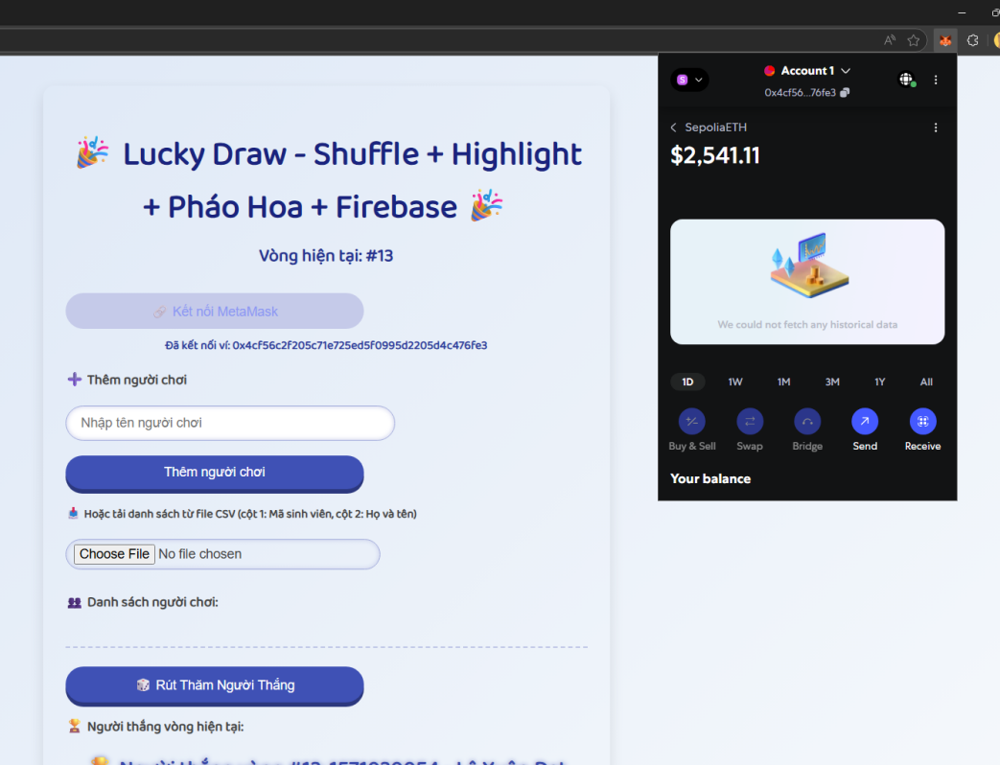 Lucky Draw - Shuffle + Highlight
+ Pháo Hoa + Firebase
Vòng hiện tại: #13
Kết nối MetaMask
Đã kết nối ví: 0x4cf56c2f205c71e725ed5f0995d2205d4c476fe3
Thêm người chơi
Nhập tên người chơi
Thêm người chơi
Hoặc tải danh sách từ file CSV (cột 1: Mã sinh viên, cột 2: Họ và tên)
Choose File No file chosen
Danh sách người chơi:
Rút Thăm Người Thắng
Người thắng vòng hiện tại:
S
Account 1
0x4cf56...76fe3
SepoliaETH
$2,541.11
We could not fetch any historical data
1D 1W 1M 3M 1Y All
Buy & Sell Swap Bridge Send Receive
Your balance